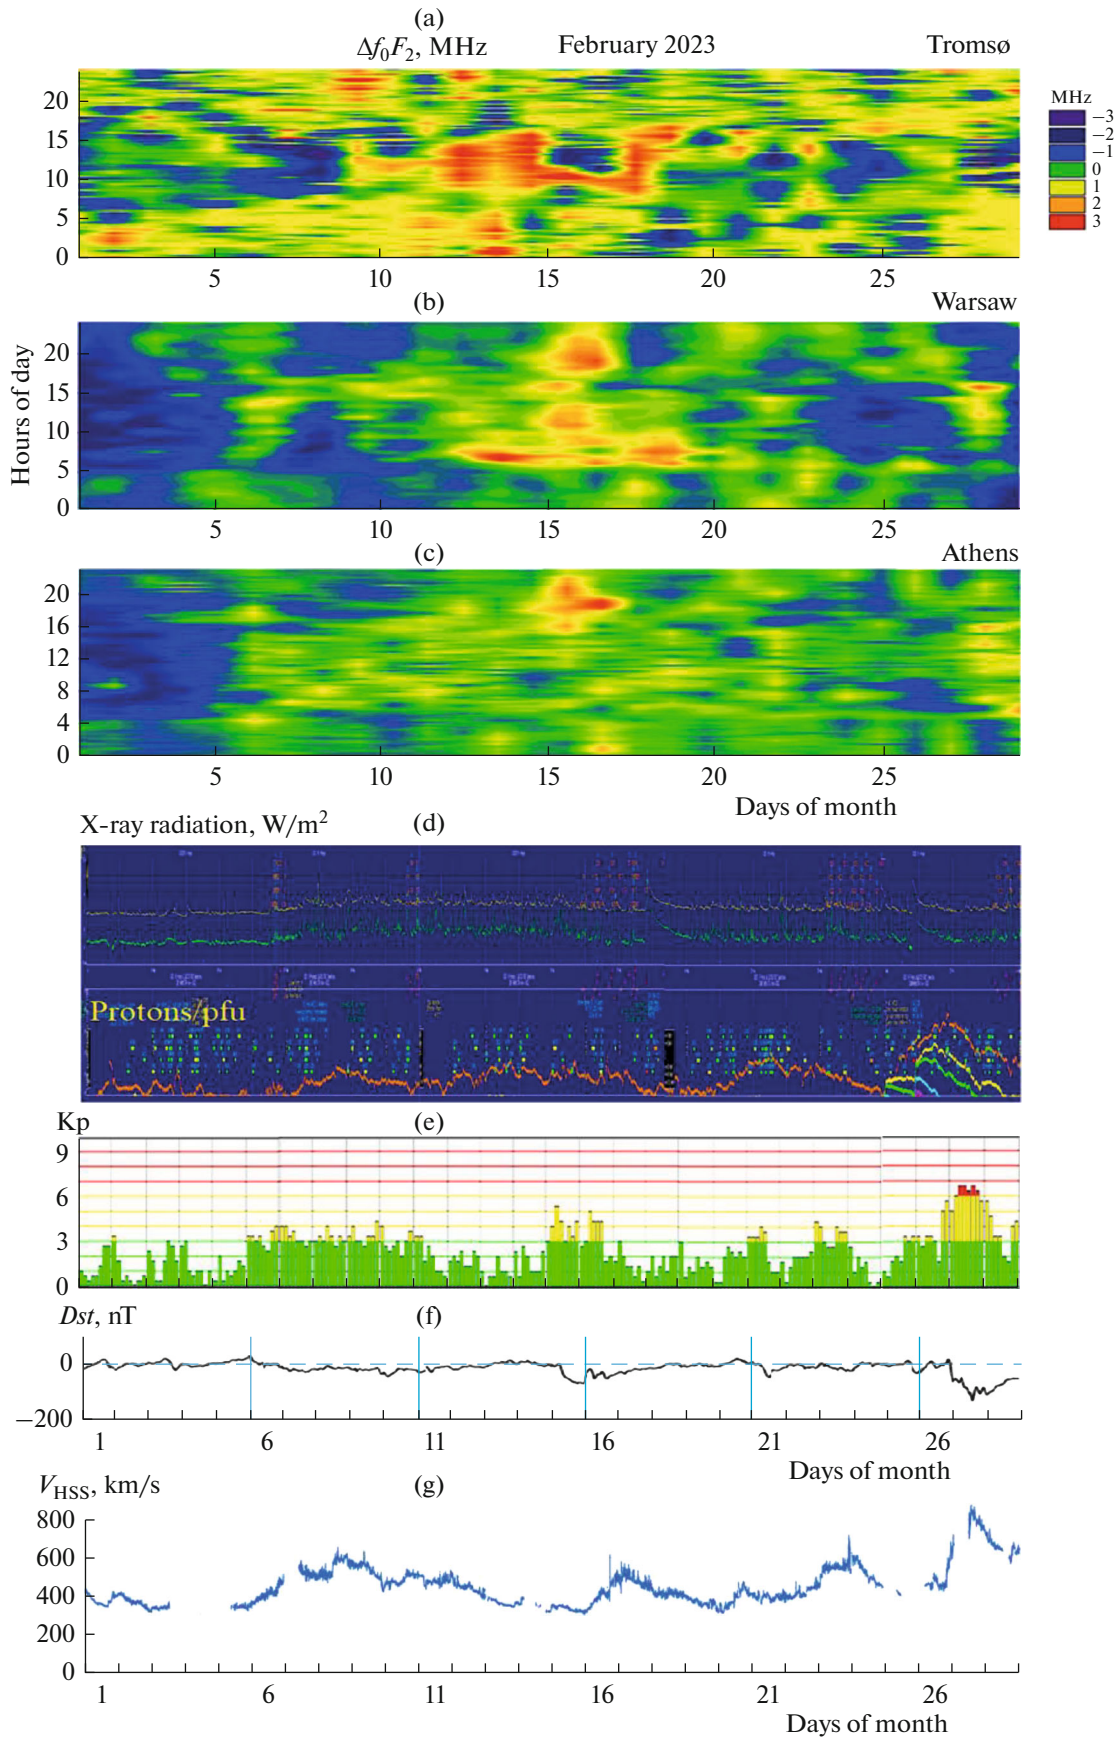 (a)
Δf₀F₂, MHz February 2023 Tromsø
MHz
−3
−2
−1
0
1
2
3
20
15
10
5
0
5 10 15 20 25
(b) Warsaw
Hours of day
20
15
10
5
0
5 10 15 20 25
(c) Athens
20
16
12
8
4
0
5 10 15 20 25
Days of month
X-ray radiation, W/m² (d)
Protons/pfu
Kp (e)
9
6
3
0
Dst, nT (f)
0
−200
1 6 11 16 21 26
Days of month
V_HSS, km/s (g)
800
600
400
200
0
1 6 11 16 21 26
Days of month